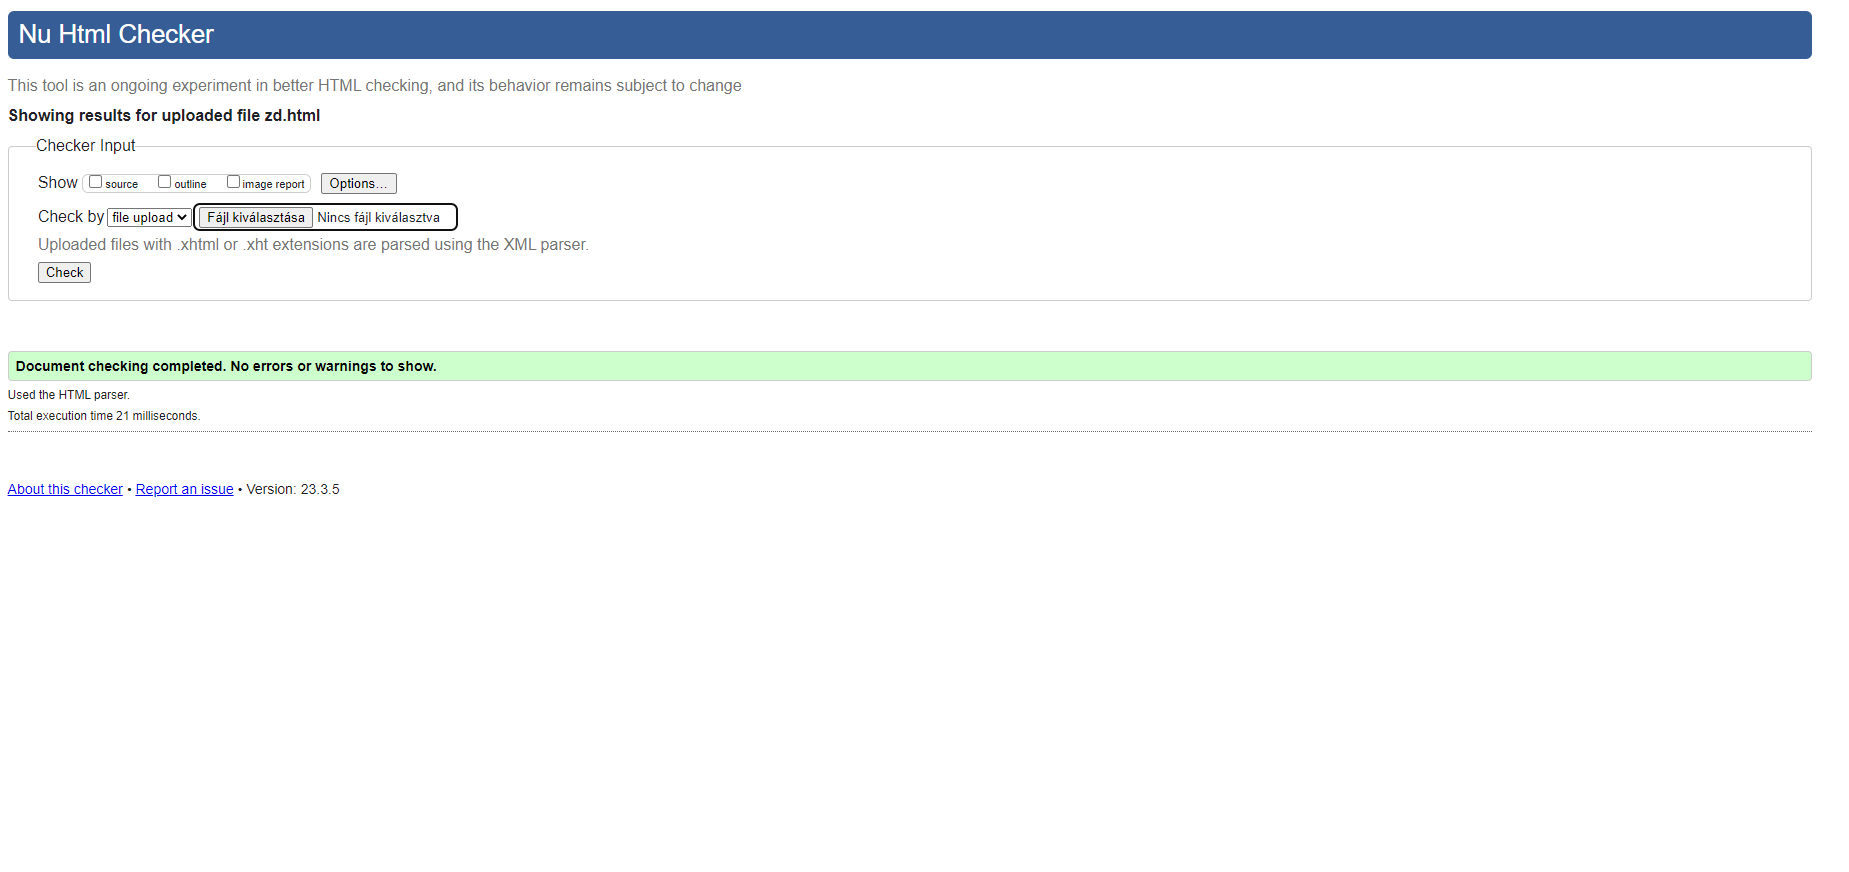 Nu Html Checker
This tool is an ongoing experiment in better HTML checking, and its behavior remains subject to change
Showing results for uploaded file zd.html
Checker Input
Show source outline image report Options...
Check by file upload Fájl kiválasztása Nincs fájl kiválasztva
Uploaded files with .xhtml or .xht extensions are parsed using the XML parser.
Check
Document checking completed. No errors or warnings to show.
Used the HTML parser.
Total execution time 21 milliseconds.
About this checker • Report an issue • Version: 23.3.5